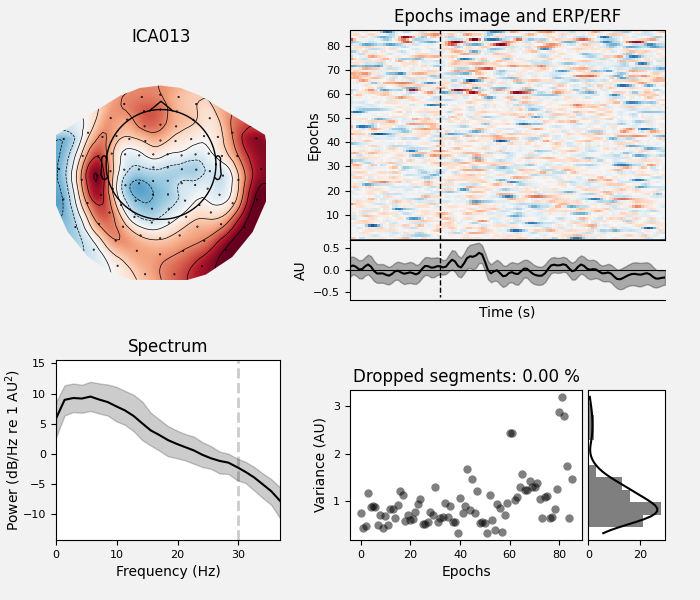 ICA013
Epochs image and ERP/ERF
80
70
60
50
40
30
20
10
Epochs
0.5
0.0
−0.5
AU
Time (s)
Spectrum
15
10
5
0
−5
−10
Power (dB/Hz re 1 AU²)
0 10 20 30
Frequency (Hz)
Dropped segments: 0.00 %
3
2
1
Variance (AU)
0 20 40 60 80
Epochs
0 20